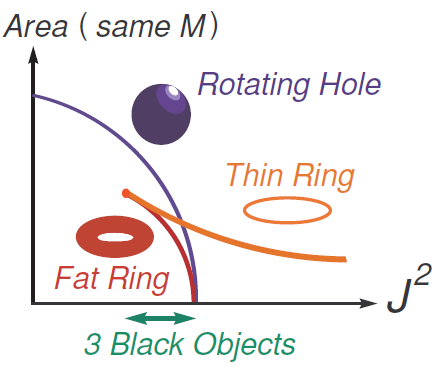 Area ( same M )
Rotating Hole
Thin Ring
Fat Ring
J²
3 Black Objects